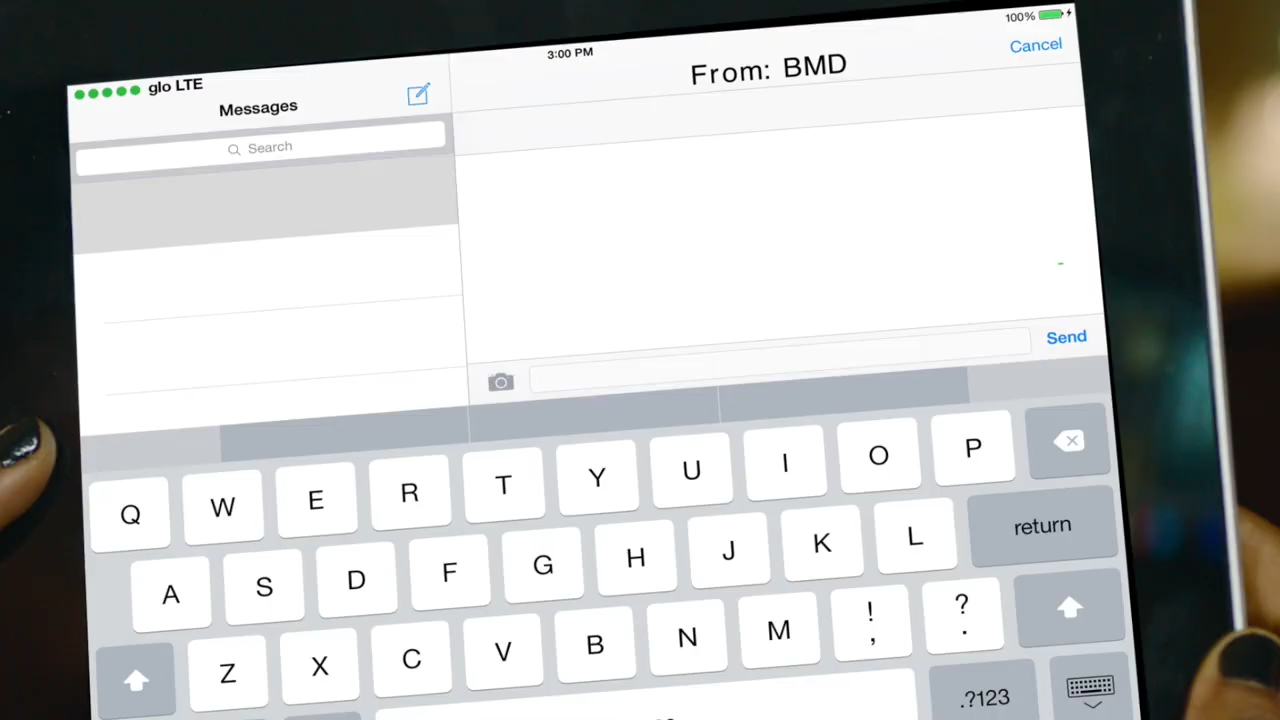 glo LTE
3:00 PM
100%
Messages
From: BMD
Cancel
Search
Send
Q W E R T Y U I O P
A S D F G H J K L return
Z X C V B N M ! , ? .
.?123